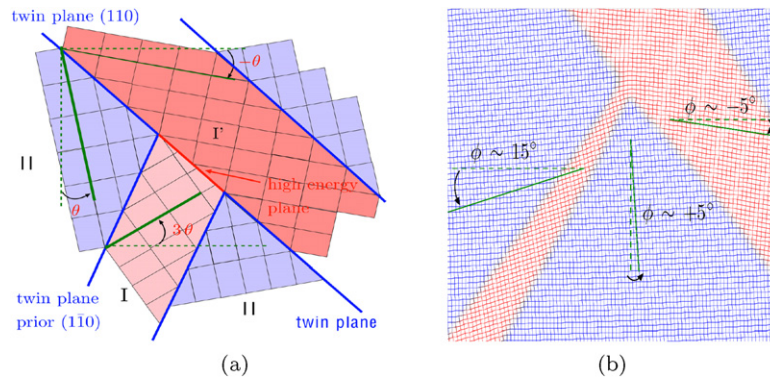 twin plane (110)
−θ
I'
II
θ
high energy
plane
3θ
twin plane
prior (11̄0)
I
II
twin plane
(a)
ϕ ∼ −5°
ϕ ∼ 15°
ϕ ∼ +5°
(b)